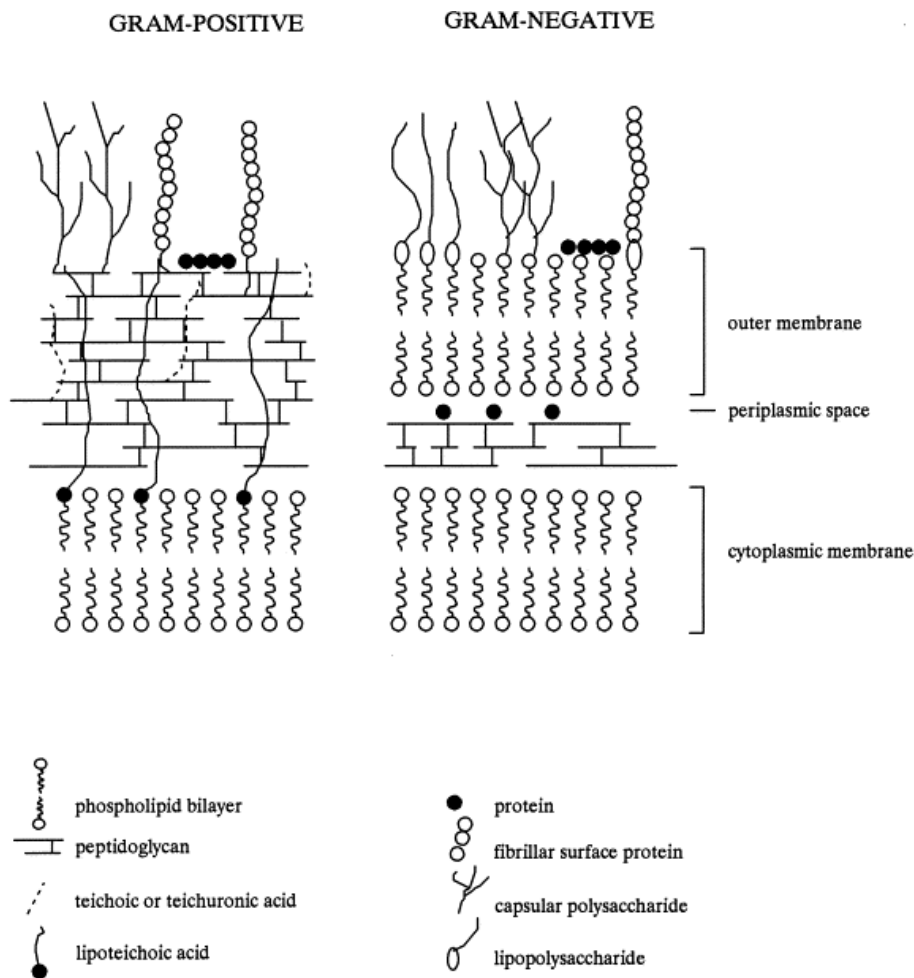 GRAM-POSITIVE
GRAM-NEGATIVE
outer membrane
periplasmic space
cytoplasmic membrane
phospholipid bilayer
peptidoglycan
teichoic or teichuronic acid
lipoteichoic acid
protein
fibrillar surface protein
capsular polysaccharide
lipopolysaccharide